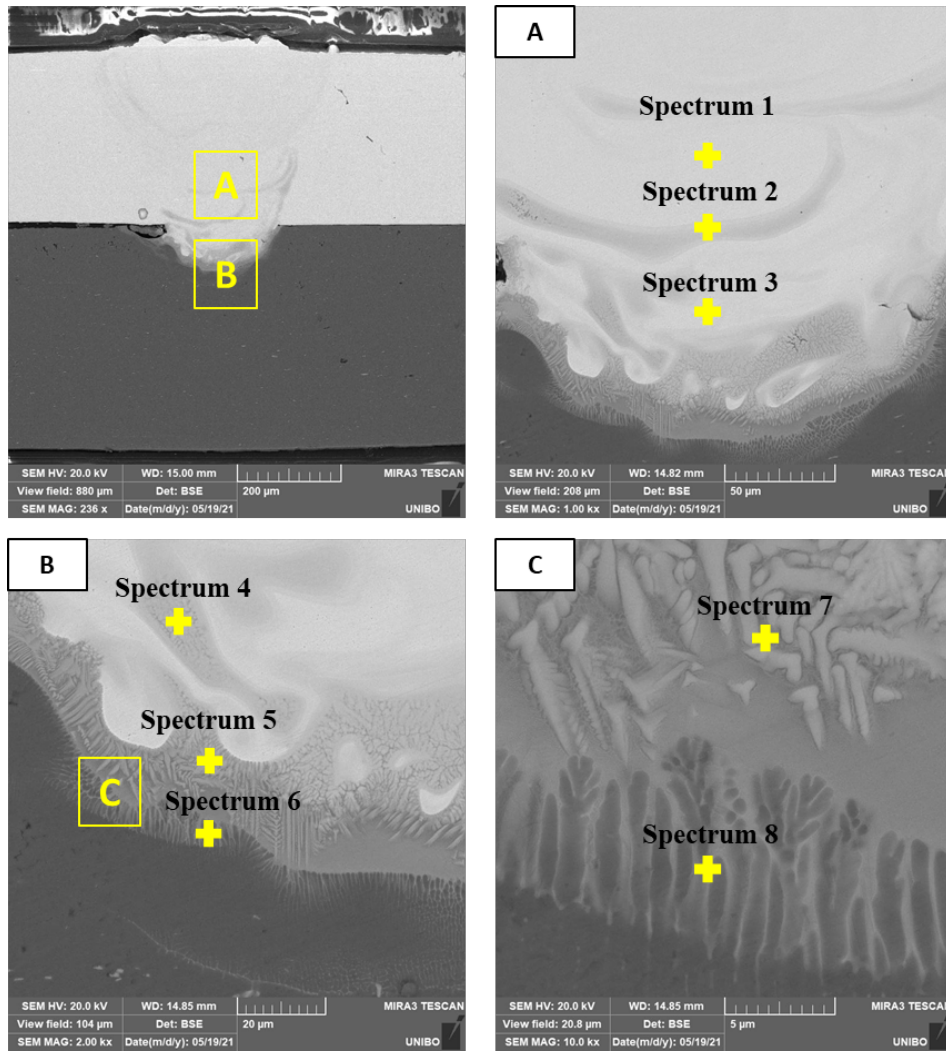 A
B
SEM HV: 20.0 kV WD: 15.00 mm MIRA3 TESCAN
View field: 880 µm Det: BSE 200 µm
SEM MAG: 236 x Date(m/d/y): 05/19/21 UNIBO
A
Spectrum 1
Spectrum 2
Spectrum 3
SEM HV: 20.0 kV WD: 14.82 mm MIRA3 TESCAN
View field: 208 µm Det: BSE 50 µm
SEM MAG: 1.00 kx Date(m/d/y): 05/19/21 UNIBO
B
Spectrum 4
Spectrum 5
C
Spectrum 6
SEM HV: 20.0 kV WD: 14.85 mm MIRA3 TESCAN
View field: 104 µm Det: BSE 20 µm
SEM MAG: 2.00 kx Date(m/d/y): 05/19/21 UNIBO
C
Spectrum 7
Spectrum 8
SEM HV: 20.0 kV WD: 14.85 mm MIRA3 TESCAN
View field: 20.8 µm Det: BSE 5 µm
SEM MAG: 10.0 kx Date(m/d/y): 05/19/21 UNIBO